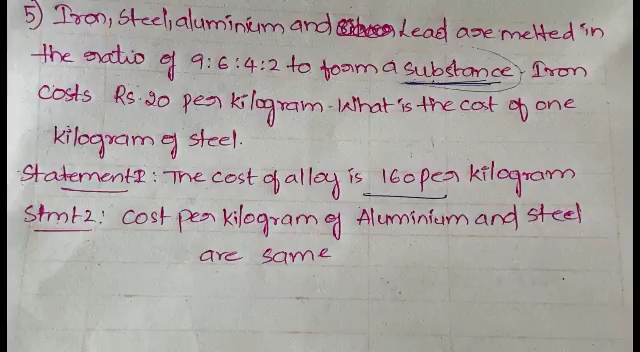 5) Iron, Steel, aluminium and Lead are melted in
the ratio of 9:6:4:2 to form a substance. Iron
costs Rs.20 per kilogram. What is the cost of one
kilogram of steel.
Statement1: The cost of alloy is 160 per kilogram
Stmt2: cost per kilogram of Aluminium and steel
are same